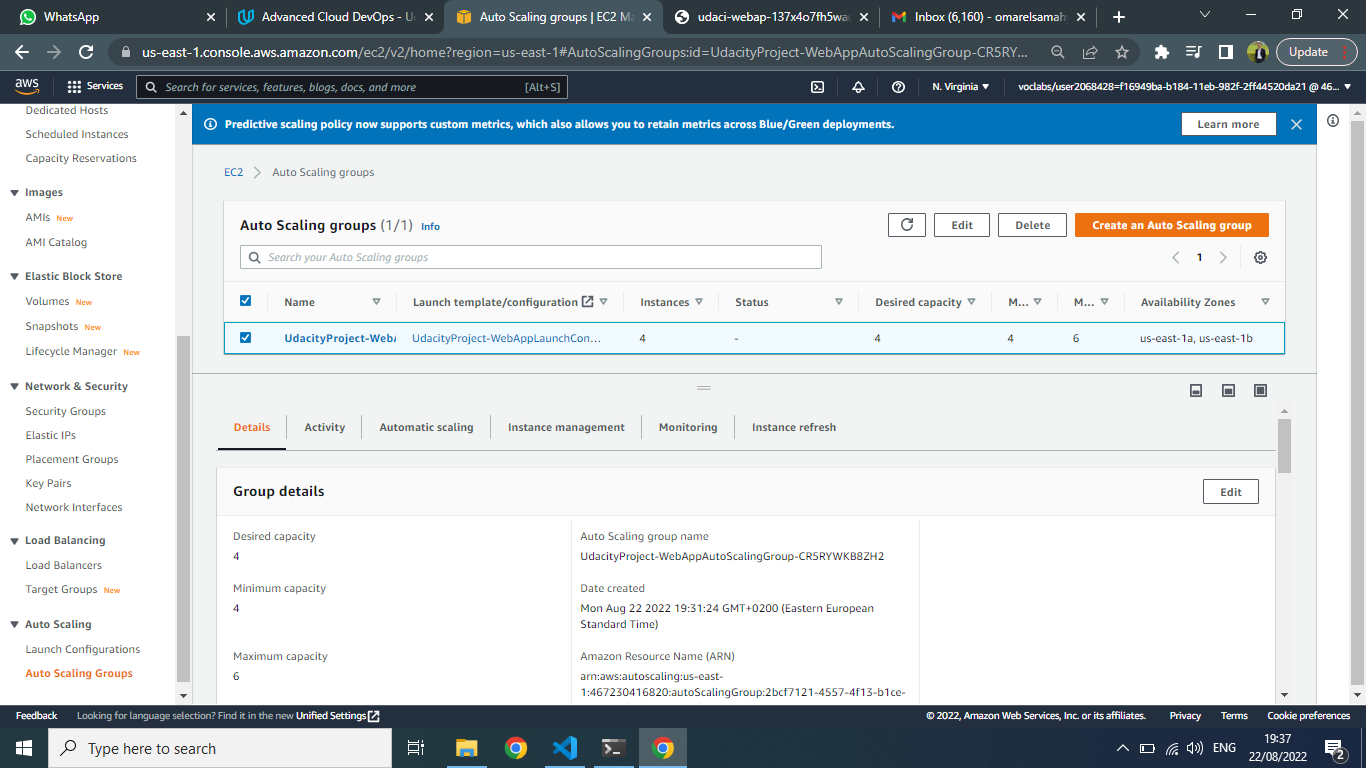 WhatsApp
Advanced Cloud DevOps - U
Auto Scaling groups | EC2 Ma
udaci-webap-137x4o7fh5wac
Inbox (6,160) - omarelsamah
us-east-1.console.aws.amazon.com/ec2/v2/home?region=us-east-1#AutoScalingGroups:id=UdacityProject-WebAppAutoScalingGroup-CR5RY...
Update
aws
Services
Search for services, features, blogs, docs, and more
[Alt+S]
N. Virginia
voclabs/user2068428=f16949ba-b184-11eb-982f-2ff44520da21 @ 46...
Dedicated Hosts
Scheduled Instances
Capacity Reservations
Images
AMIs New
AMI Catalog
Elastic Block Store
Volumes New
Snapshots New
Lifecycle Manager New
Network & Security
Security Groups
Elastic IPs
Placement Groups
Key Pairs
Network Interfaces
Load Balancing
Load Balancers
Target Groups New
Auto Scaling
Launch Configurations
Auto Scaling Groups
Predictive scaling policy now supports custom metrics, which also allows you to retain metrics across Blue/Green deployments.
Learn more
EC2 > Auto Scaling groups
Auto Scaling groups (1/1) Info
Edit
Delete
Create an Auto Scaling group
Search your Auto Scaling groups
1
Name Launch template/configuration Instances Status Desired capacity M... M... Availability Zones
UdacityProject-WebA UdacityProject-WebAppLaunchCon... 4 - 4 4 6 us-east-1a, us-east-1b
Details Activity Automatic scaling Instance management Monitoring Instance refresh
Group details
Edit
Desired capacity
4
Minimum capacity
4
Maximum capacity
6
Auto Scaling group name
UdacityProject-WebAppAutoScalingGroup-CR5RYWKB8ZH2
Date created
Mon Aug 22 2022 19:31:24 GMT+0200 (Eastern European
Standard Time)
Amazon Resource Name (ARN)
arn:aws:autoscaling:us-east-
1:467230416820:autoScalingGroup:2bcf7121-4557-4f13-b1ce-
Feedback
Looking for language selection? Find it in the new Unified Settings
© 2022, Amazon Web Services, Inc. or its affiliates.
Privacy
Terms
Cookie preferences
Type here to search
ENG
19:37
22/08/2022
2